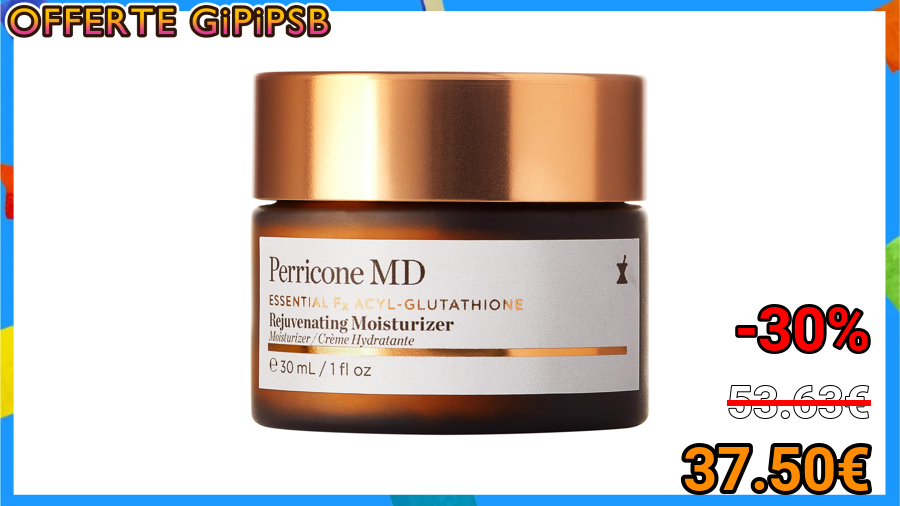 OFFERTE GiPiPSB
Perricone MD
ESSENTIAL Fx ACYL-GLUTATHIONE
Rejuvenating Moisturizer
Moisturizer / Crème Hydratante
℮ 30 mL / 1 fl oz
-30%
53.63€
37.50€